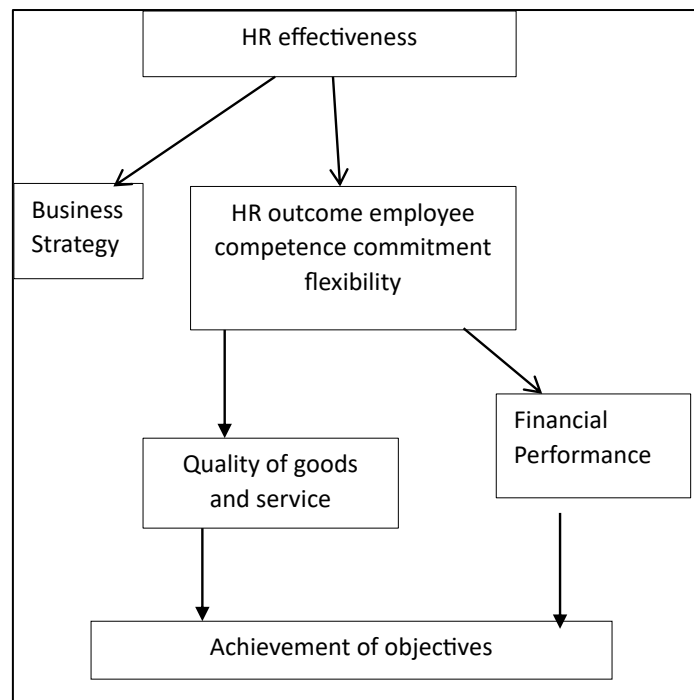 HR effectiveness
Business
Strategy
HR outcome employee
competence commitment
flexibility
Financial
Performance
Quality of goods
and service
Achievement of objectives